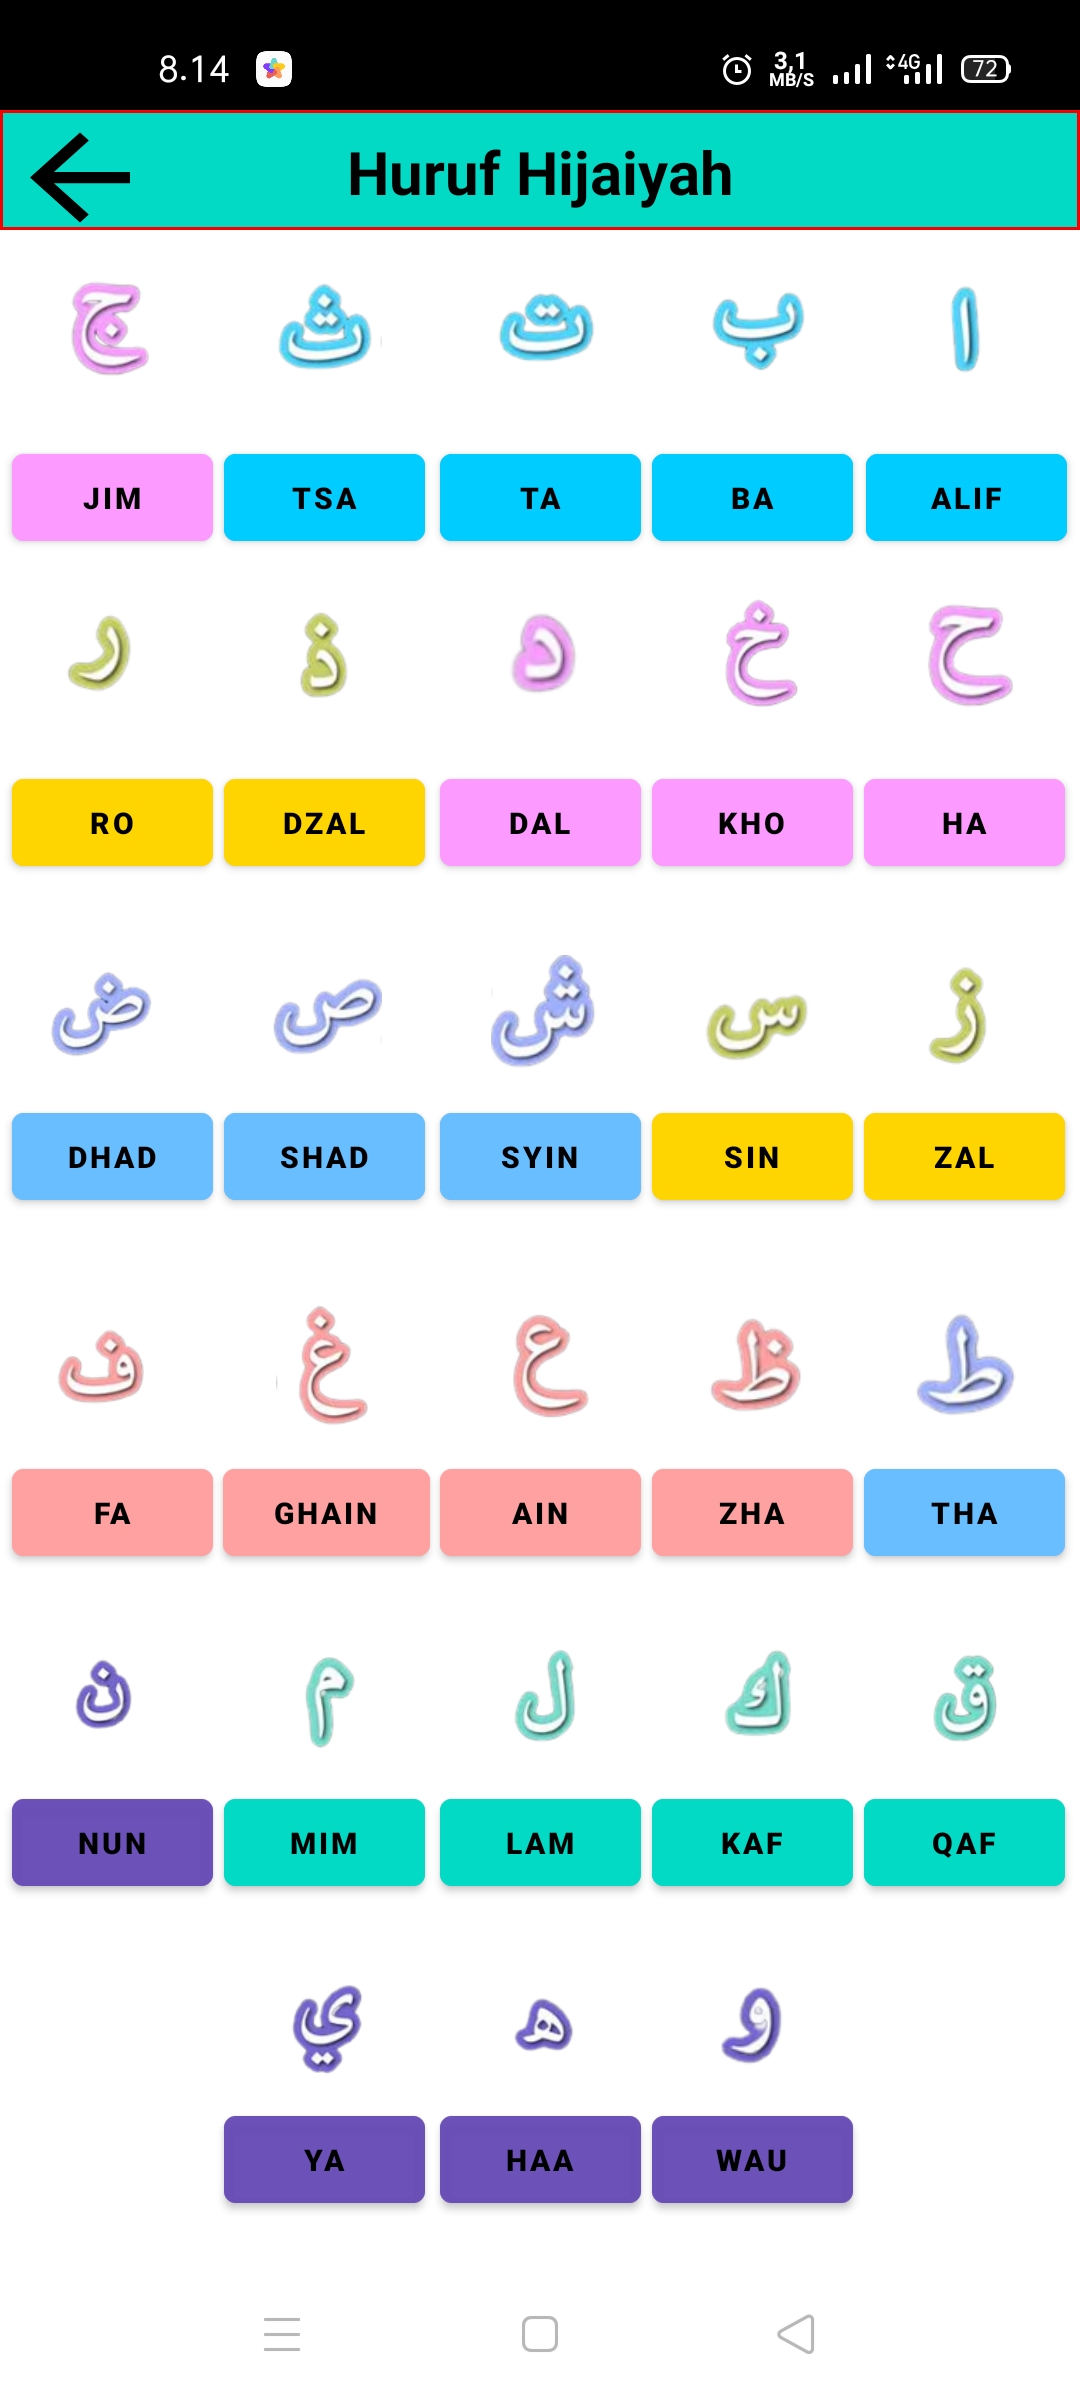 8.14 3,1 MB/S 4G 72
Huruf Hijaiyah
ا ب ت ث ج
JIM TSA TA BA ALIF
ح خ د ذ ر
RO DZAL DAL KHO HA
ز س ش ص ض
DHAD SHAD SYIN SIN ZAL
ط ظ ع غ ف
FA GHAIN AIN ZHA THA
ق ك ل م ن
NUN MIM LAM KAF QAF
و ه ي
YA HAA WAU